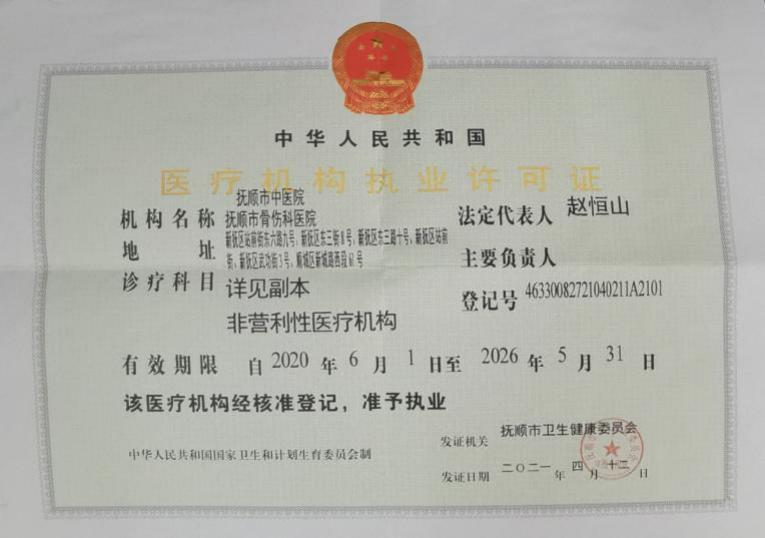 中华人民共和国
医疗机构执业许可证
机构名称 抚顺市中医院
抚顺市骨伤科医院
法定代表人 赵恒山
地址 新抚区站前街东六路九号、新抚区东三街8号、新抚区东三路十号、新抚区站前
街、新抚区武功街3号、顺城区新城路西段61号
主要负责人
诊疗科目 详见副本
登记号 46330082721040211A2101
非营利性医疗机构
有效期限 自 2020 年 6 月 1 日至 2026 年 5 月 31 日
该医疗机构经核准登记，准予执业
发证机关 抚顺市卫生健康委员会
中华人民共和国国家卫生和计划生育委员会制
发证日期 二〇二一 年 四 月 十二 日